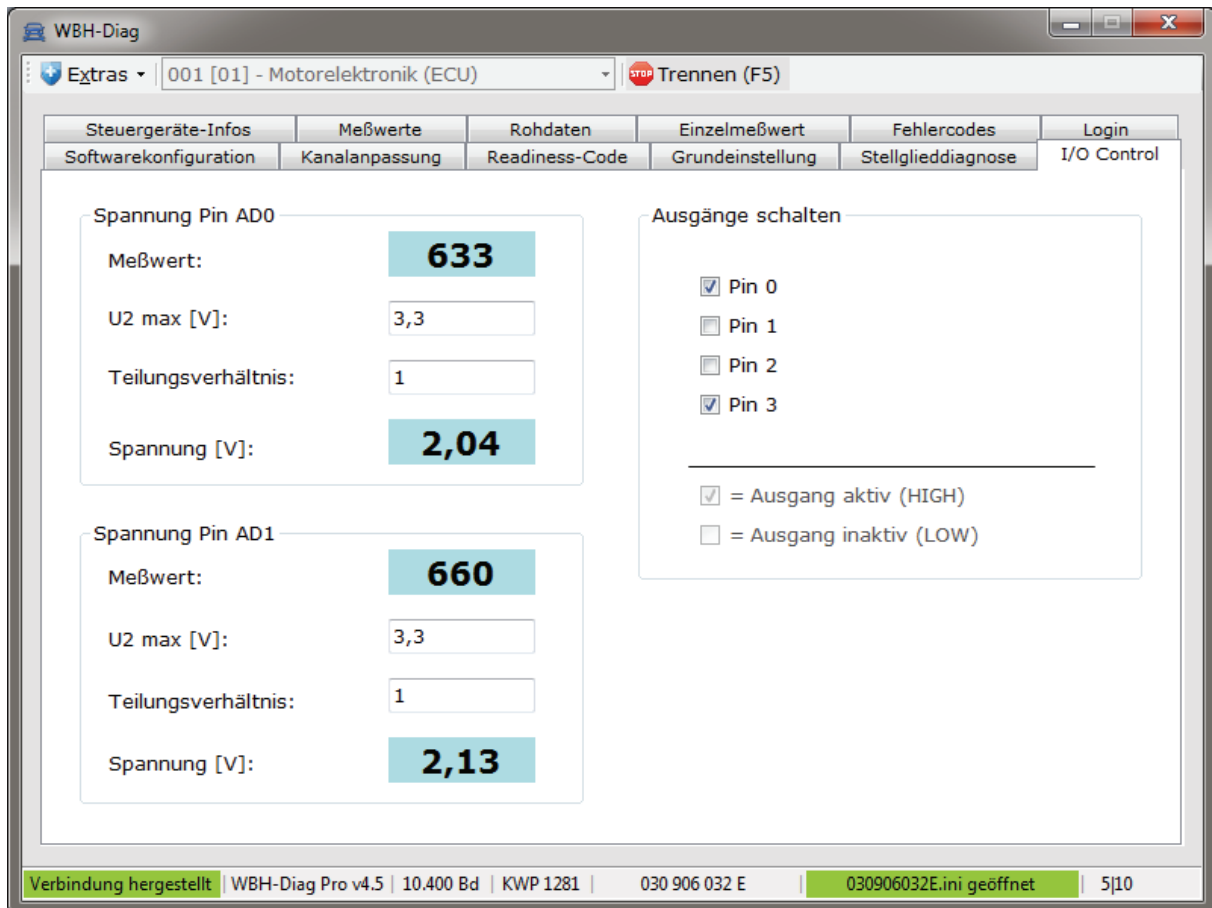 WBH-Diag
Extras 001 [01] - Motorelektronik (ECU) STOP Trennen (F5)
Steuergeräte-Infos Meßwerte Rohdaten Einzelmeßwert Fehlercodes Login
Softwarekonfiguration Kanalanpassung Readiness-Code Grundeinstellung Stellglieddiagnose I/O Control
Spannung Pin AD0
Meßwert: 633
U2 max [V]: 3,3
Teilungsverhältnis: 1
Spannung [V]: 2,04
Spannung Pin AD1
Meßwert: 660
U2 max [V]: 3,3
Teilungsverhältnis: 1
Spannung [V]: 2,13
Ausgänge schalten
Pin 0
Pin 1
Pin 2
Pin 3
= Ausgang aktiv (HIGH)
= Ausgang inaktiv (LOW)
Verbindung hergestellt | WBH-Diag Pro v4.5 | 10.400 Bd | KWP 1281 | 030 906 032 E | 030906032E.ini geöffnet | 5|10